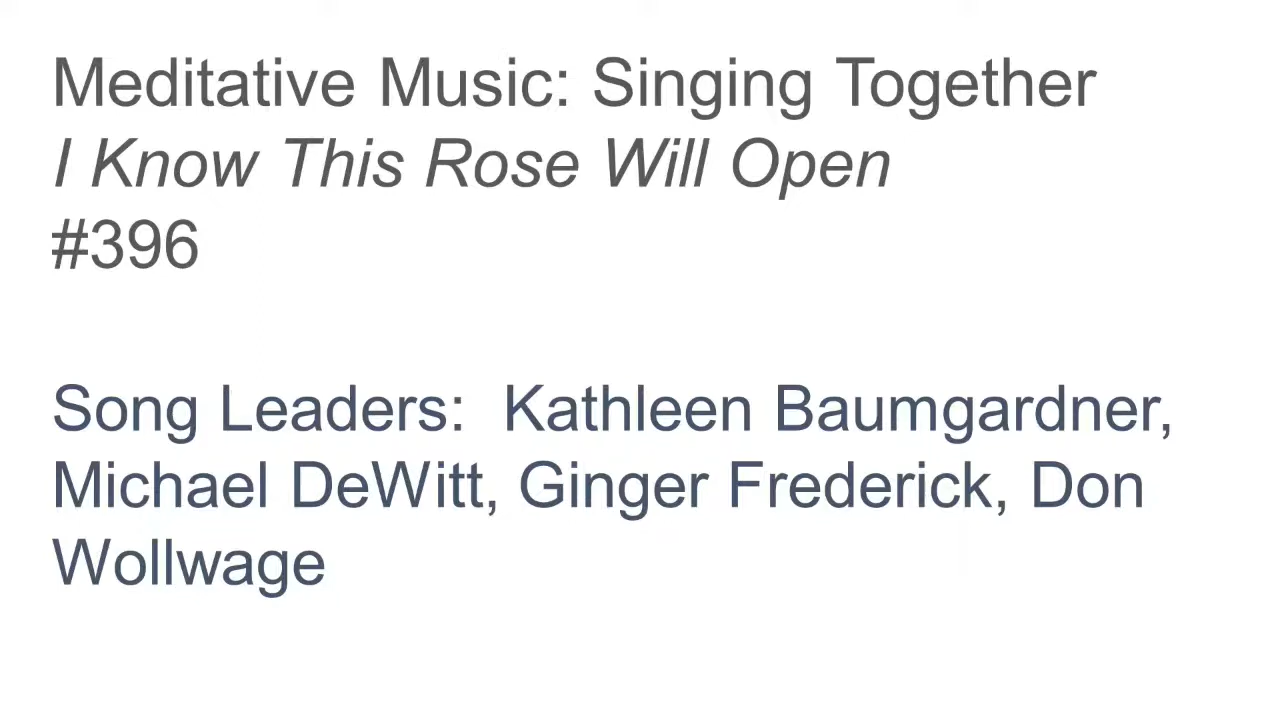 Meditative Music: Singing Together
I Know This Rose Will Open
#396
Song Leaders:  Kathleen Baumgardner,
Michael DeWitt, Ginger Frederick, Don
Wollwage